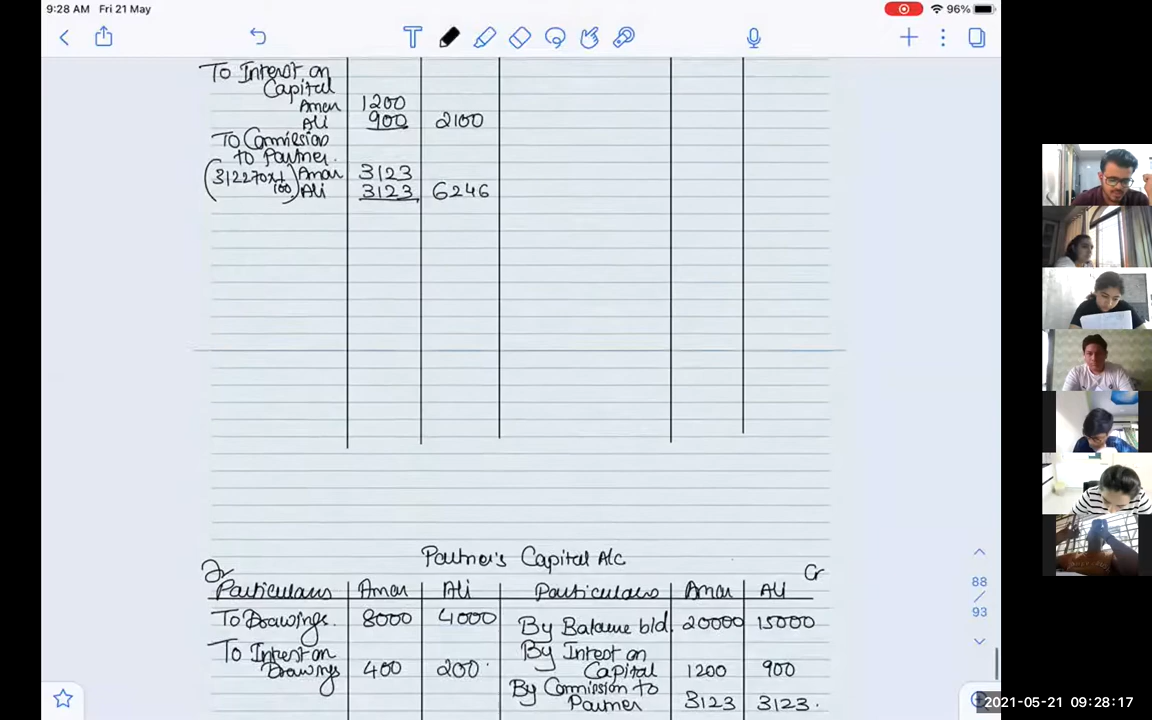 9:28 AM Fri 21 May
96%
To Interest on
Capital
Amar 1200
Ali 900 2100
To Commission
to Partner.
(312270x1 Amar 3123
100) Ali 3123 6246
Partner's Capital A/c
Dr Cr
Particulars Amar Ali Particulars Amar Ali
To Drawings. 8000 4000 By Balance b/d. 20000 15000
To Interest on By Interest on
Drawings 400 200 Capital 1200 900
By Commission to
Partner 3123 3123.
88
/
93
2021-05-21 09:28:17